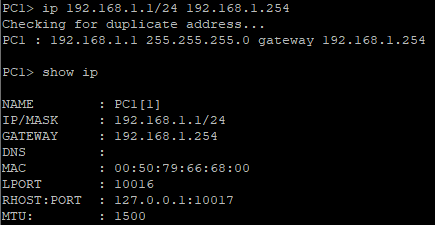 PC1> ip 192.168.1.1/24 192.168.1.254
Checking for duplicate address...
PC1 : 192.168.1.1 255.255.255.0 gateway 192.168.1.254
PC1> show ip
NAME        : PC1[1]
IP/MASK     : 192.168.1.1/24
GATEWAY     : 192.168.1.254
DNS         :
MAC         : 00:50:79:66:68:00
LPORT       : 10016
RHOST:PORT  : 127.0.0.1:10017
MTU:        : 1500